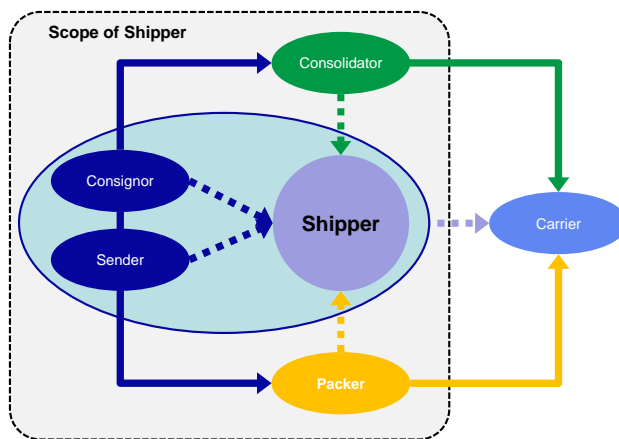 Scope of Shipper
Consolidator
Consignor
Shipper
Carrier
Sender
Packer